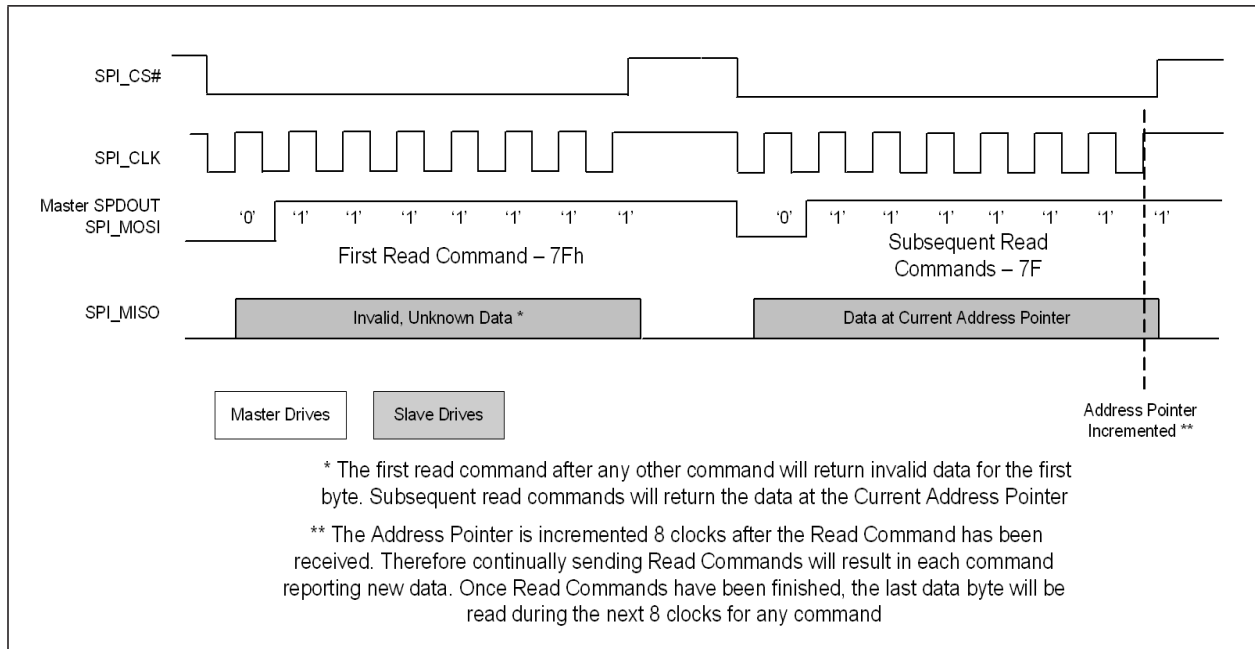 SPI_CS#
SPI_CLK
Master SPDOUT
SPI_MOSI
'0' '1' '1' '1' '1' '1' '1' '1' '0' '1' '1' '1' '1' '1' '1' '1'
First Read Command – 7Fh
Subsequent Read
Commands – 7F
SPI_MISO
Invalid, Unknown Data *
Data at Current Address Pointer
Master Drives
Slave Drives
Address Pointer
Incremented **
* The first read command after any other command will return invalid data for the first
byte. Subsequent read commands will return the data at the Current Address Pointer
** The Address Pointer is incremented 8 clocks after the Read Command has been
received. Therefore continually sending Read Commands will result in each command
reporting new data. Once Read Commands have been finished, the last data byte will be
read during the next 8 clocks for any command